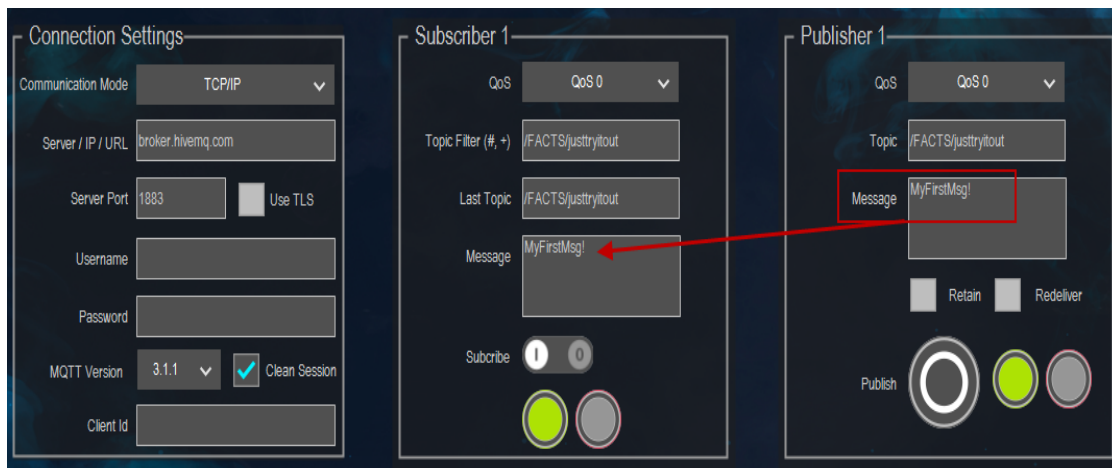 Connection Settings
Communication Mode
TCP/IP
Server / IP / URL
broker.hivemq.com
Server Port
1883
Use TLS
Username
Password
MQTT Version
3.1.1
Clean Session
Client Id
Subscriber 1
QoS
QoS 0
Topic Filter (#, +)
/FACTS/justtryitout
Last Topic
/FACTS/justtryitout
Message
MyFirstMsg!
Subcribe
I
O
Publisher 1
QoS
QoS 0
Topic
/FACTS/justtryitout
Message
MyFirstMsg!
Retain
Redeliver
Publish